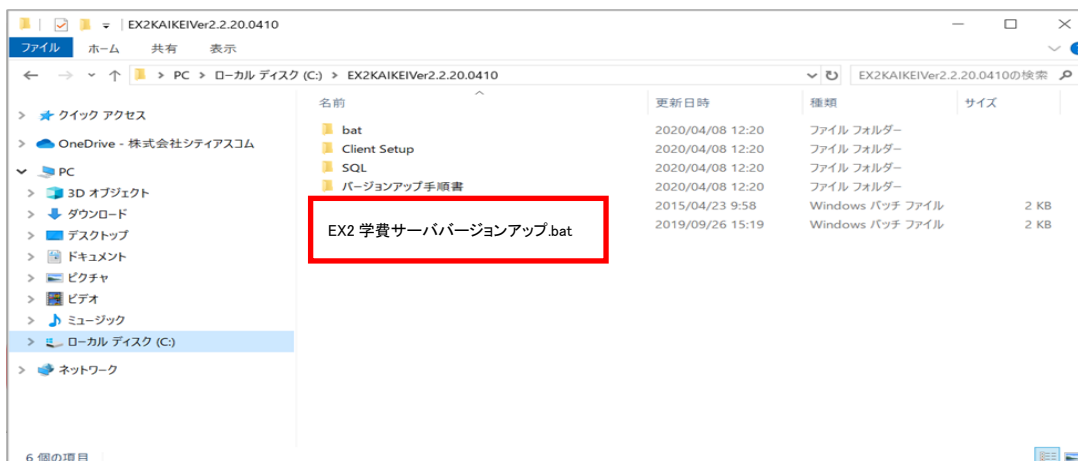 EX2KAIKEIVer2.2.20.0410
ファイル ホーム 共有 表示
PC > ローカル ディスク (C:) > EX2KAIKEIVer2.2.20.0410 EX2KAIKEIVer2.2.20.0410の検索
名前 更新日時 種類 サイズ
クイック アクセス
OneDrive - 株式会社シティアスコム
PC
3D オブジェクト
ダウンロード
デスクトップ
ドキュメント
ピクチャ
ビデオ
ミュージック
ローカル ディスク (C:)
ネットワーク
bat 2020/04/08 12:20 ファイル フォルダー
Client Setup 2020/04/08 12:20 ファイル フォルダー
SQL 2020/04/08 12:20 ファイル フォルダー
バージョンアップ手順書 2020/04/08 12:20 ファイル フォルダー
2015/04/23 9:58 Windows バッチ ファイル 2 KB
EX2 学費サーババージョンアップ.bat
2019/09/26 15:19 Windows バッチ ファイル 2 KB
6 個の項目